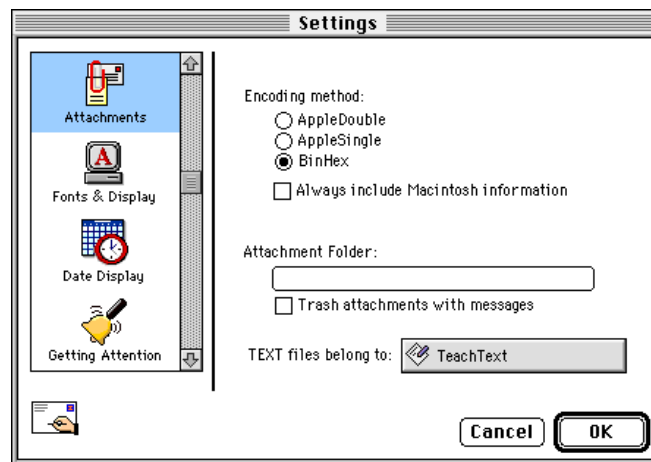 Settings
Attachments
Fonts & Display
Date Display
Getting Attention
Encoding method:
AppleDouble
AppleSingle
BinHex
Always include Macintosh information
Attachment Folder:
Trash attachments with messages
TEXT files belong to: TeachText
Cancel OK